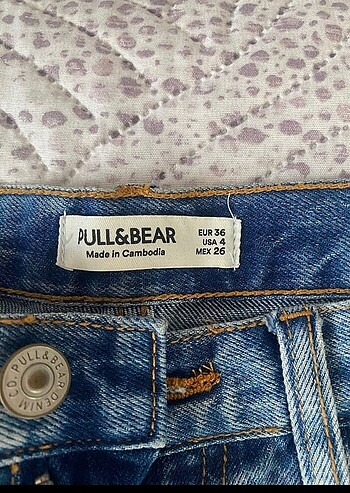 PULL&BEAR
Made in Cambodia
EUR 36
USA 4
MEX 26
PULL&BEAR DENIM CO.